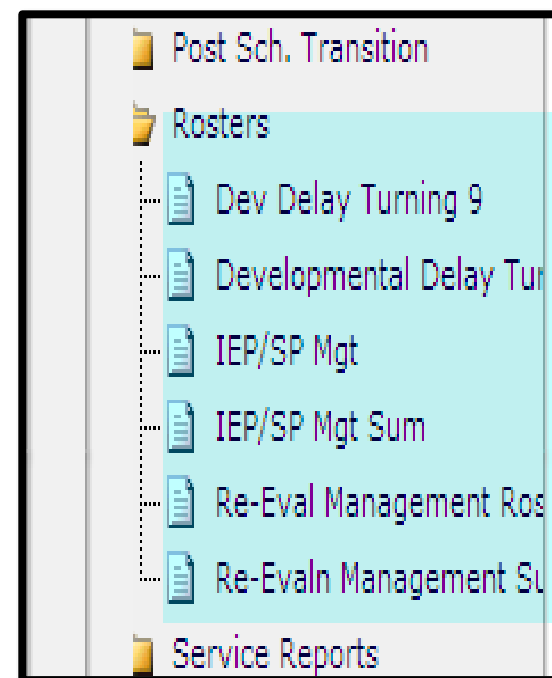 Post Sch. Transition
Rosters
Dev Delay Turning 9
Developmental Delay Tur
IEP/SP Mgt
IEP/SP Mgt Sum
Re-Eval Management Ros
Re-Evaln Management Su
Service Reports